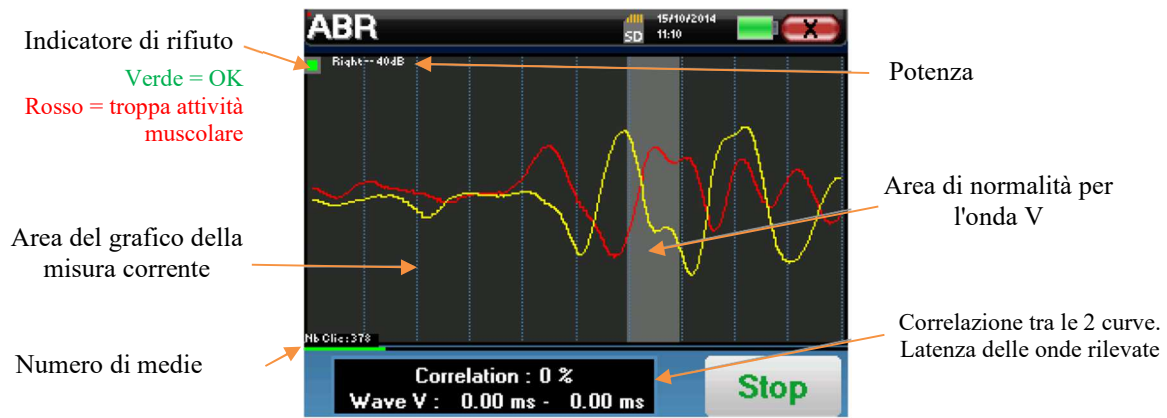 ABR
SD
15/10/2014
11:10
X
Indicatore di rifiuto
Verde = OK
Rosso = troppa attività
muscolare
Right -- 40dB
Potenza
Area di normalità per
l'onda V
Area del grafico della
misura corrente
Nb Clic:378
Numero di medie
Correlazione tra le 2 curve.
Latenza delle onde rilevate
Correlation : 0 %
Wave V : 0.00 ms - 0.00 ms
Stop